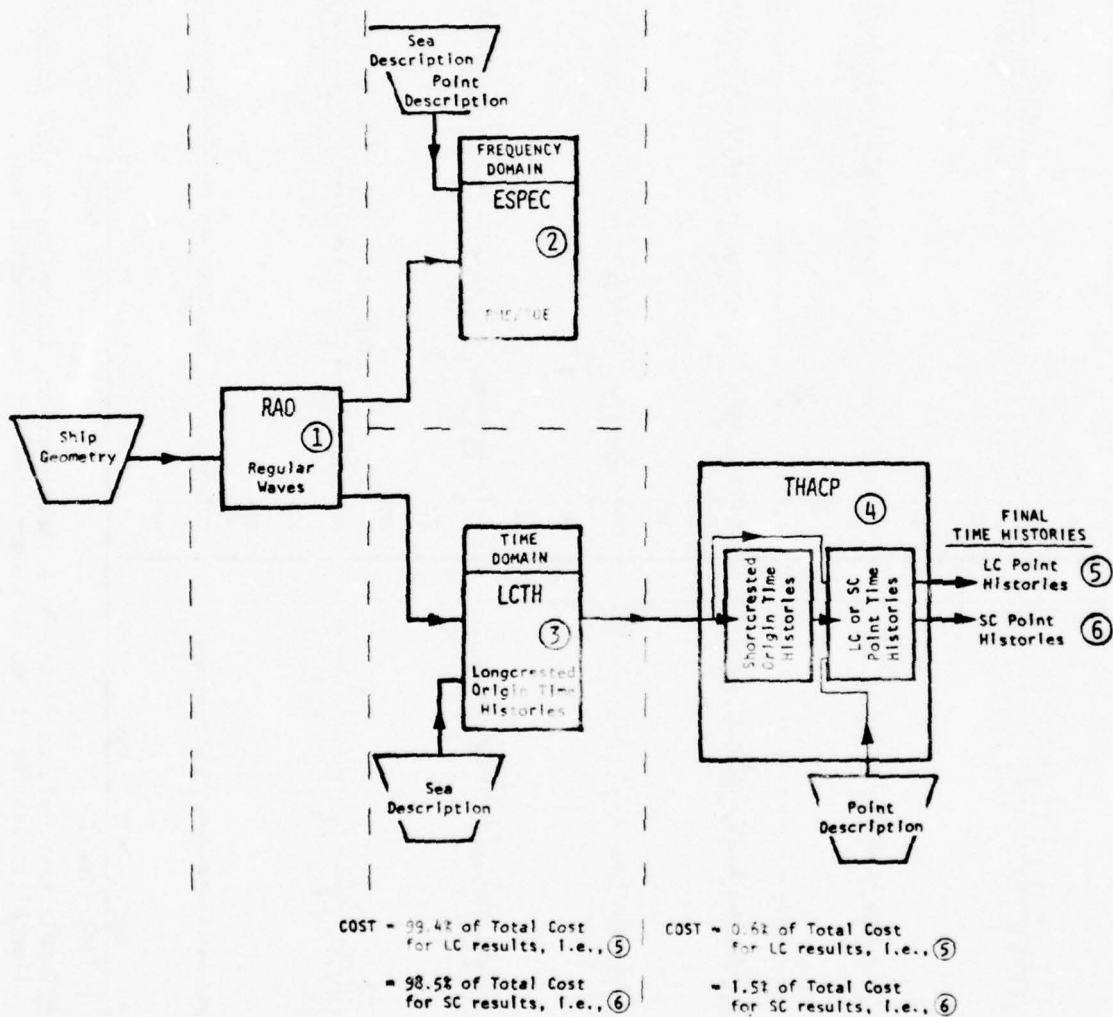 Sea
Description
Point
Description
FREQUENCY
DOMAIN
ESPEC
②
RMS/TOE
Ship
Geometry
RAO
①
Regular
Waves
TIME
DOMAIN
LCTH
③
Longcrested
Origin Time
Histories
Sea
Description
THACP
④
Shortcrested
Origin Time
Histories
LC or SC
Point Time
Histories
FINAL
TIME HISTORIES
LC Point
Histories ⑤
SC Point
Histories ⑥
Point
Description
COST = 99.4% of Total Cost
for LC results, i.e., ⑤
= 98.5% of Total Cost
for SC results, i.e., ⑥
COST = 0.6% of Total Cost
for LC results, i.e., ⑤
= 1.5% of Total Cost
for SC results, i.e., ⑥